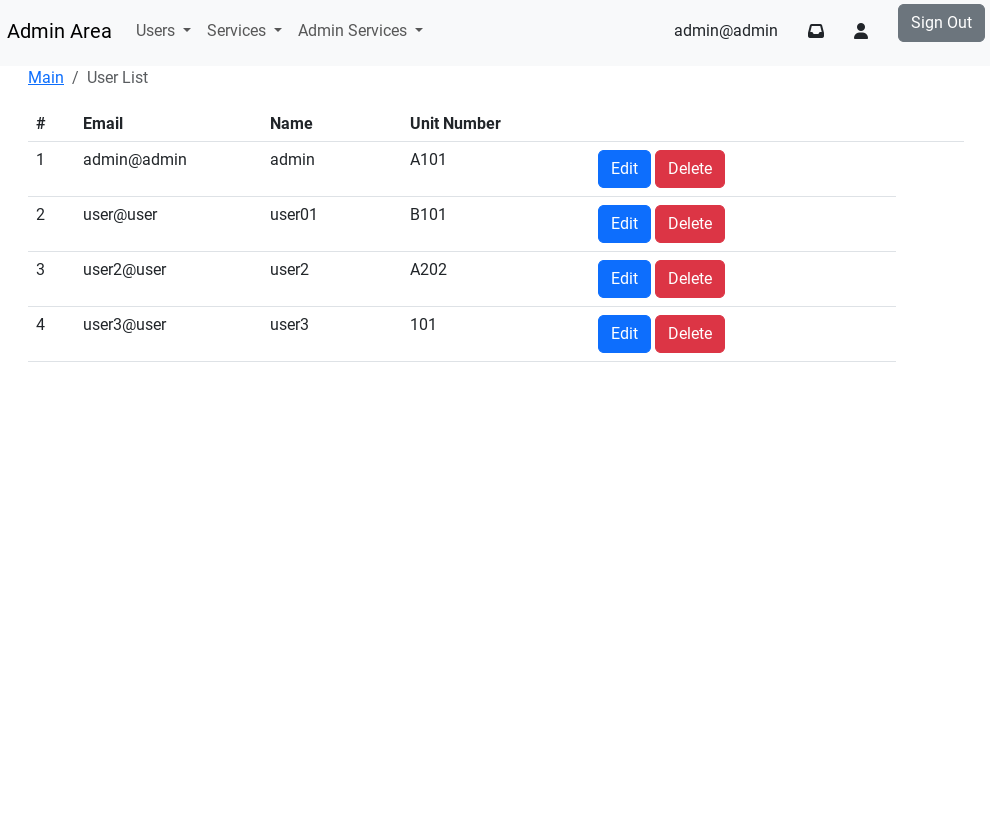 Admin Area Users Services Admin Services admin@admin Sign Out
Main / User List
# Email Name Unit Number
1 admin@admin admin A101 Edit Delete
2 user@user user01 B101 Edit Delete
3 user2@user user2 A202 Edit Delete
4 user3@user user3 101 Edit Delete